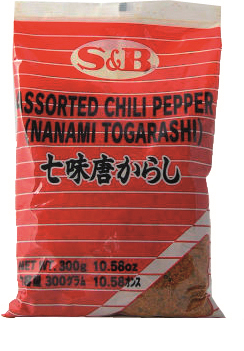 S&B
ASSORTED CHILI PEPPER
(NANAMI TOGARASHI)
七味唐からし
NET WT. 300g 10.58oz
300グラム 10.58オンス